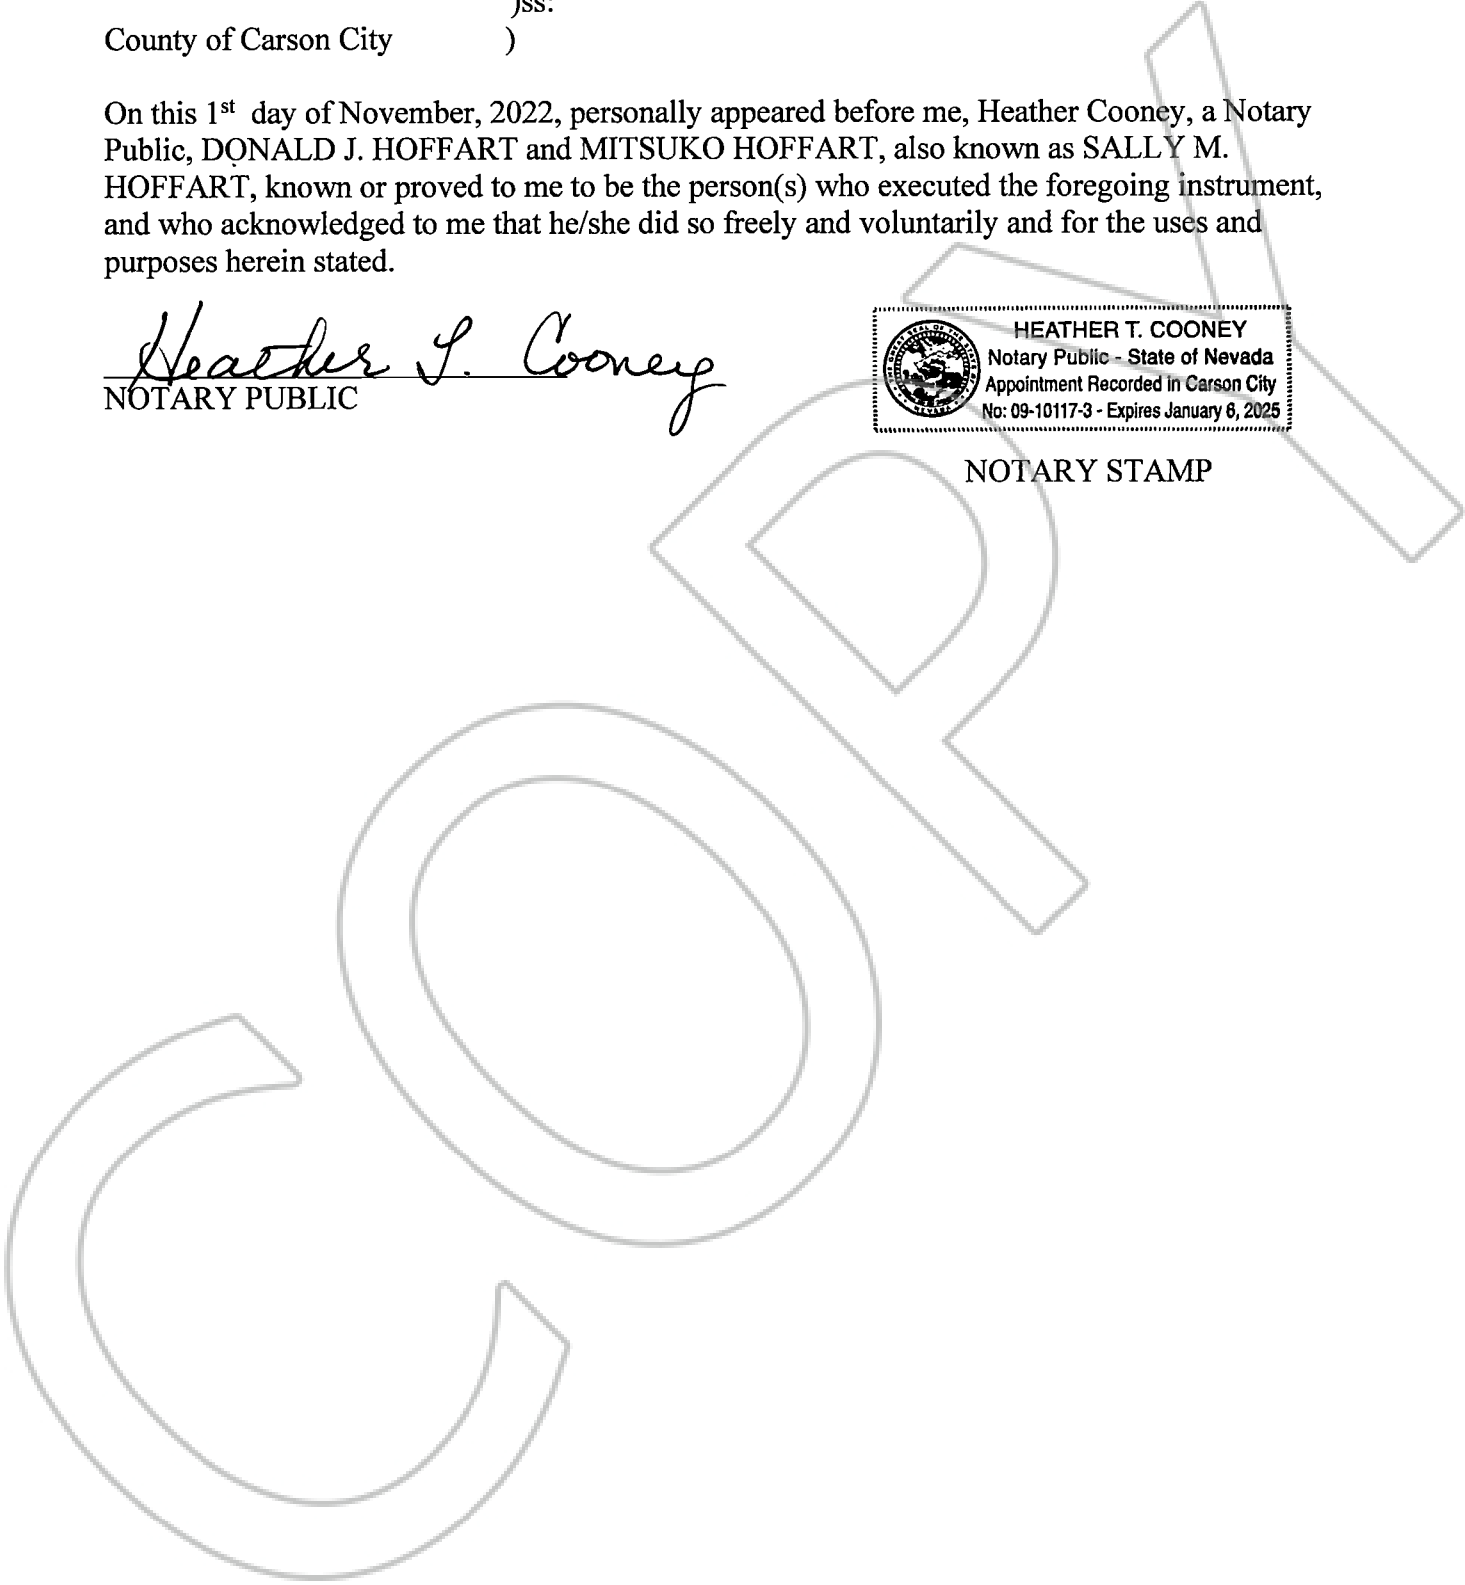 )ss:
County of Carson City )
On this 1st day of November, 2022, personally appeared before me, Heather Cooney, a Notary
Public, DONALD J. HOFFART and MITSUKO HOFFART, also known as SALLY M.
HOFFART, known or proved to me to be the person(s) who executed the foregoing instrument,
and who acknowledged to me that he/she did so freely and voluntarily and for the uses and
purposes herein stated.
Heather T. Cooney
NOTARY PUBLIC
HEATHER T. COONEY
Notary Public - State of Nevada
Appointment Recorded in Carson City
No: 09-10117-3 - Expires January 6, 2025
NOTARY STAMP
COPY